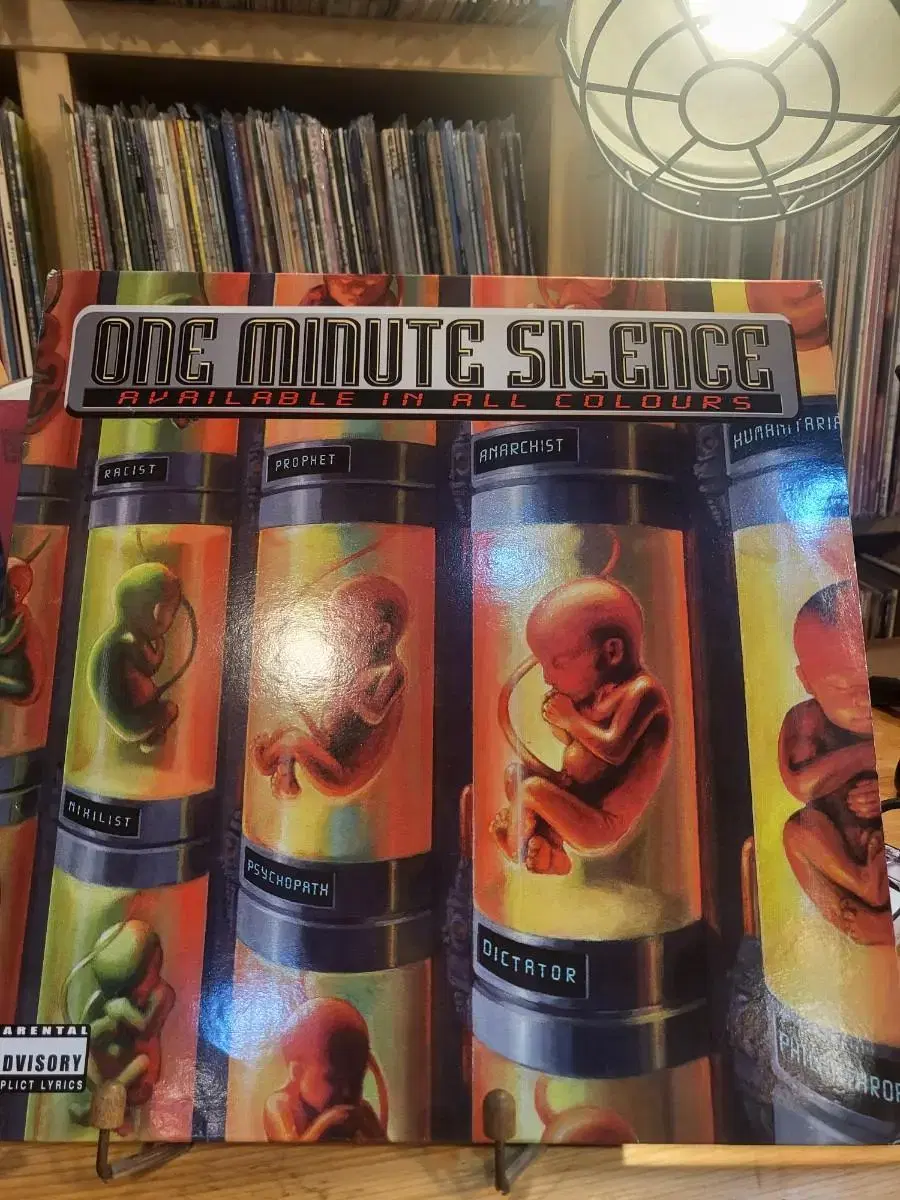 ONE MINUTE SILENCE
AVAILABLE IN ALL COLOURS
RACIST
PROPHET
ANARCHIST
HUMANITARIA
NIHILIST
PSYCHOPATH
DICTATOR
ARENTAL
DVISORY
PLICT LYRICS